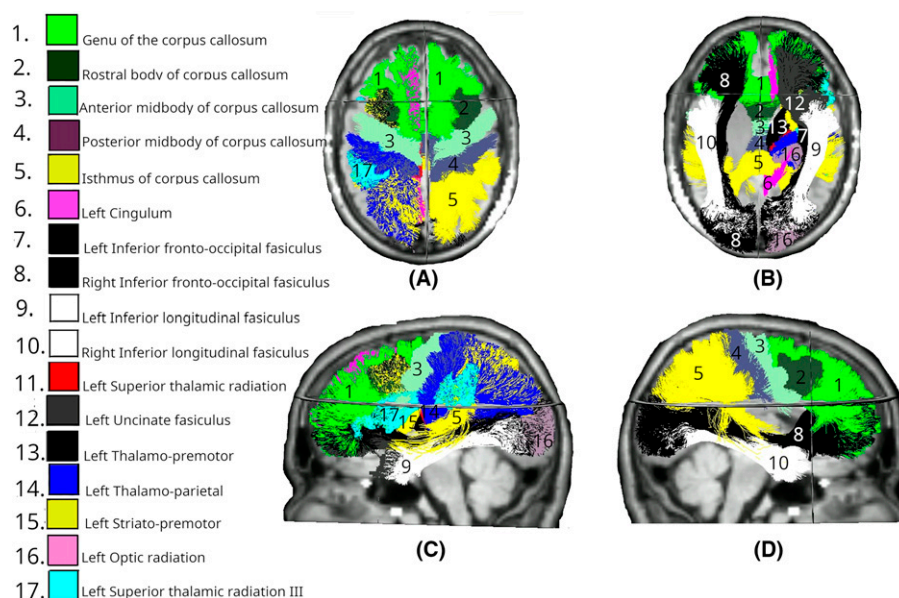 1. Genu of the corpus callosum
2. Rostral body of corpus callosum
3. Anterior midbody of corpus callosum
4. Posterior midbody of corpus callosum
5. Isthmus of corpus callosum
6. Left Cingulum
7. Left Inferior fronto-occipital fasiculus
8. Right Inferior fronto-occipital fasiculus
9. Left Inferior longitudinal fasiculus
10. Right Inferior longitudinal fasiculus
11. Left Superior thalamic radiation
12. Left Uncinate fasiculus
13. Left Thalamo-premotor
14. Left Thalamo-parietal
15. Left Striato-premotor
16. Left Optic radiation
17. Left Superior thalamic radiation III
1 1
2
3 3
4
17
5
(A)
8 1
12
2
13
3
10 4 7 9
5 16
6
8 16
(B)
1 3
17 4 5
15
16
9
(C)
3
4
5 2 1
8
10
(D)